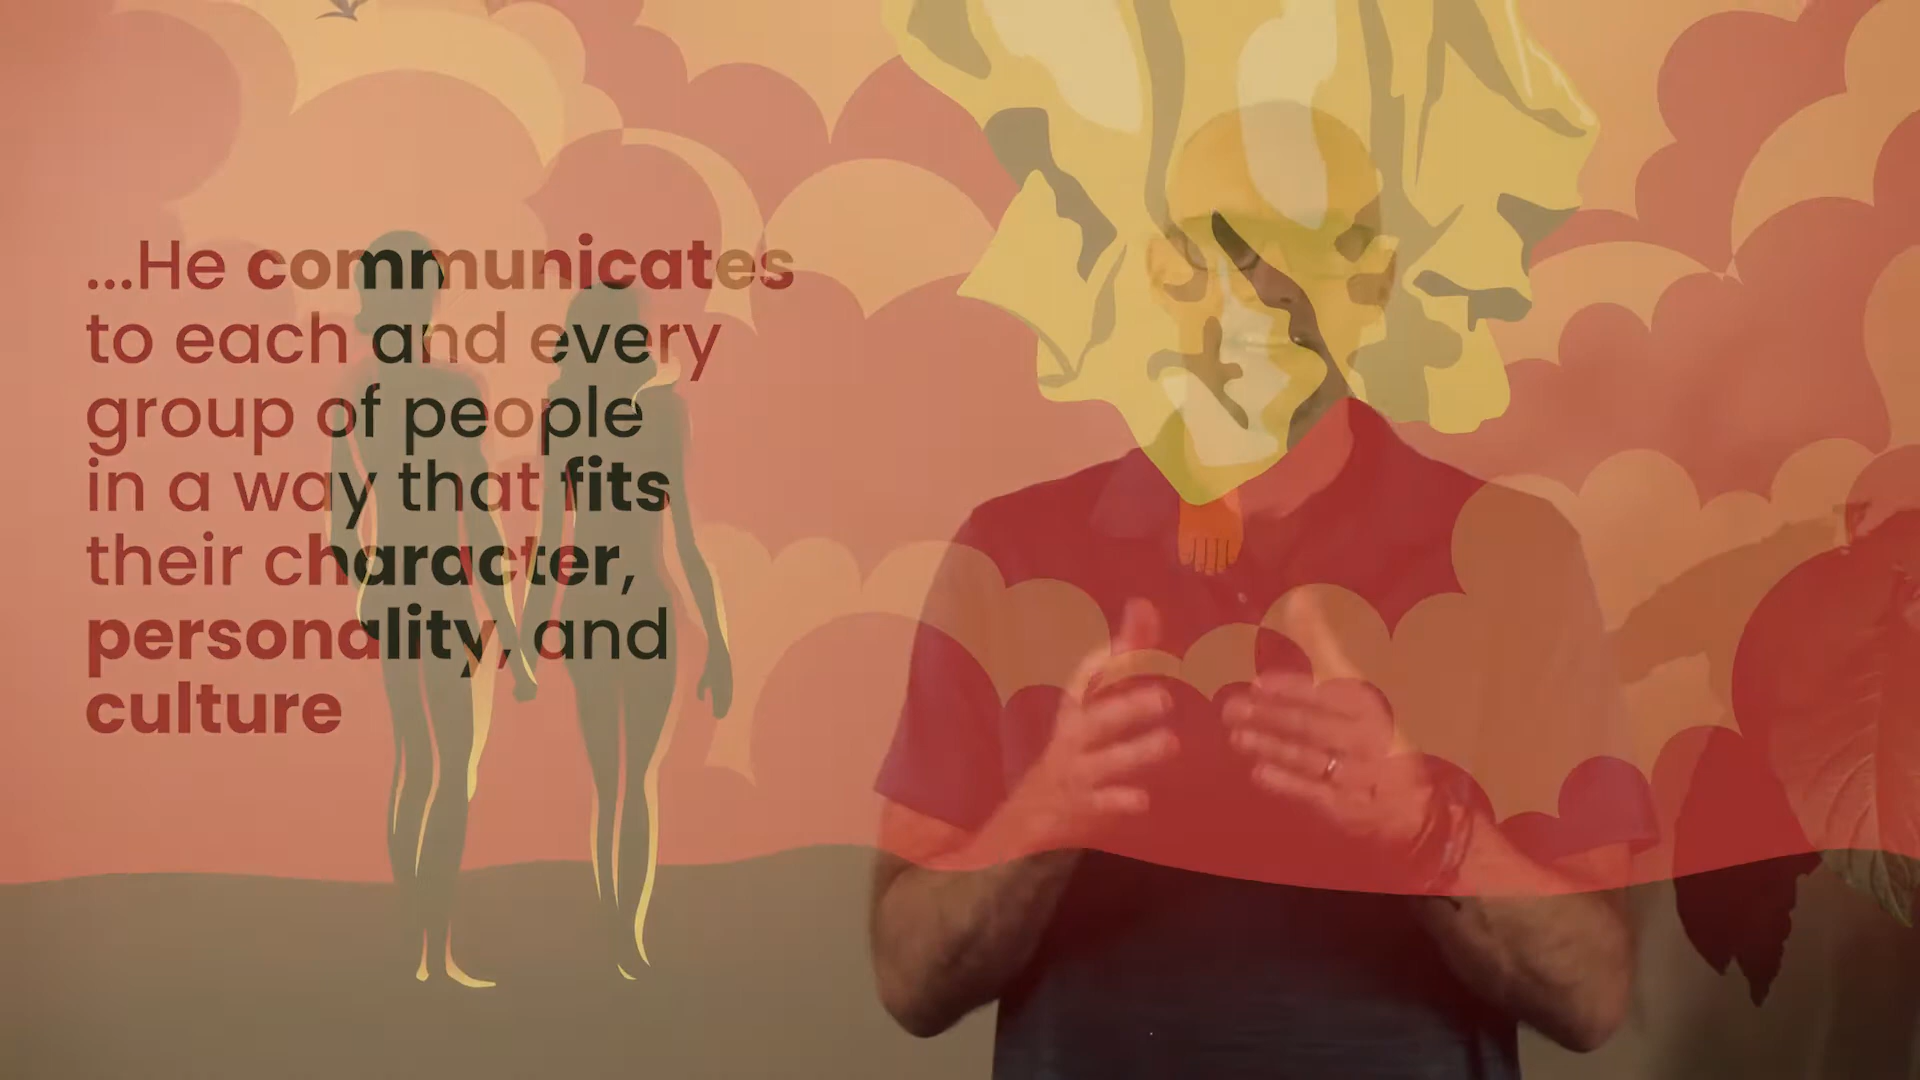 ...He communicates
to each and every
group of people
in a way that fits
their character,
personality, and
culture